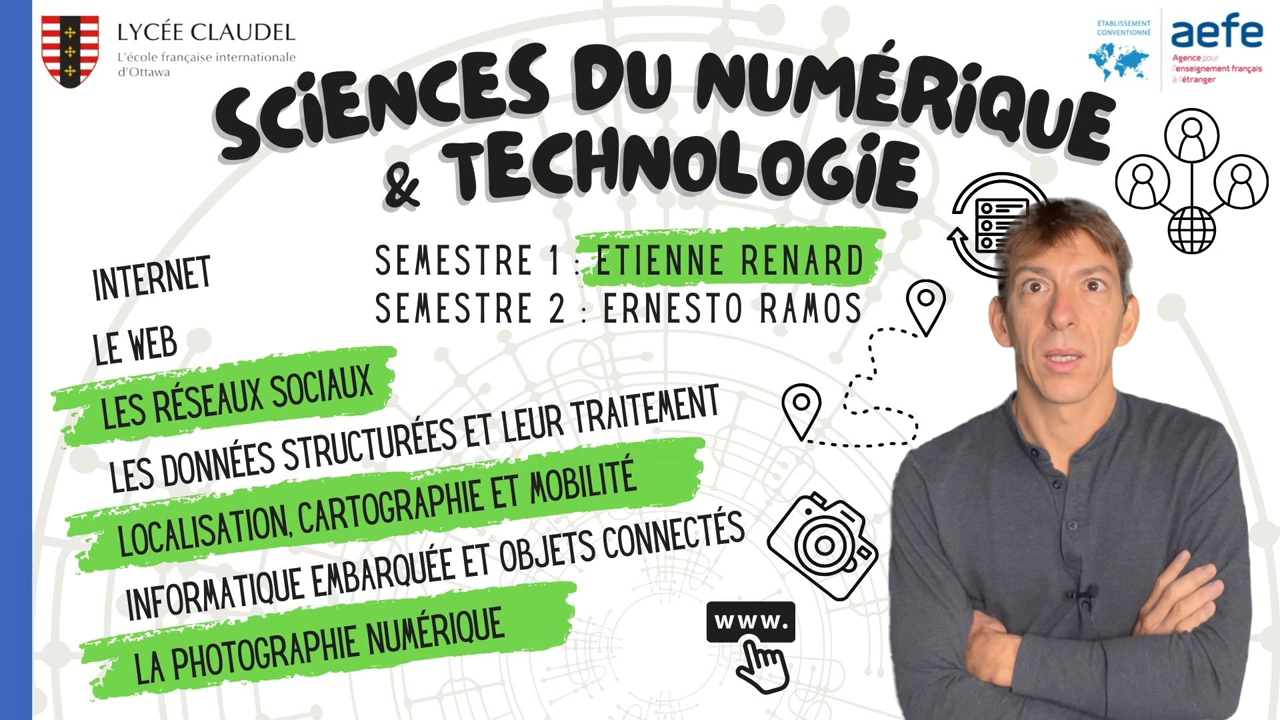 LYCÉE CLAUDEL
L'école française internationale
d'Ottawa
ÉTABLISSEMENT
CONVENTIONNÉ
aefe
Agence pour
l'enseignement français
à l'étranger
SCIENCES DU NUMÉRIQUE
& TECHNOLOGIE
SEMESTRE 1 : ETIENNE RENARD
SEMESTRE 2 : ERNESTO RAMOS
INTERNET
LE WEB
LES RÉSEAUX SOCIAUX
LES DONNÉES STRUCTURÉES ET LEUR TRAITEMENT
LOCALISATION, CARTOGRAPHIE ET MOBILITÉ
INFORMATIQUE EMBARQUÉE ET OBJETS CONNECTÉS
LA PHOTOGRAPHIE NUMÉRIQUE
www.